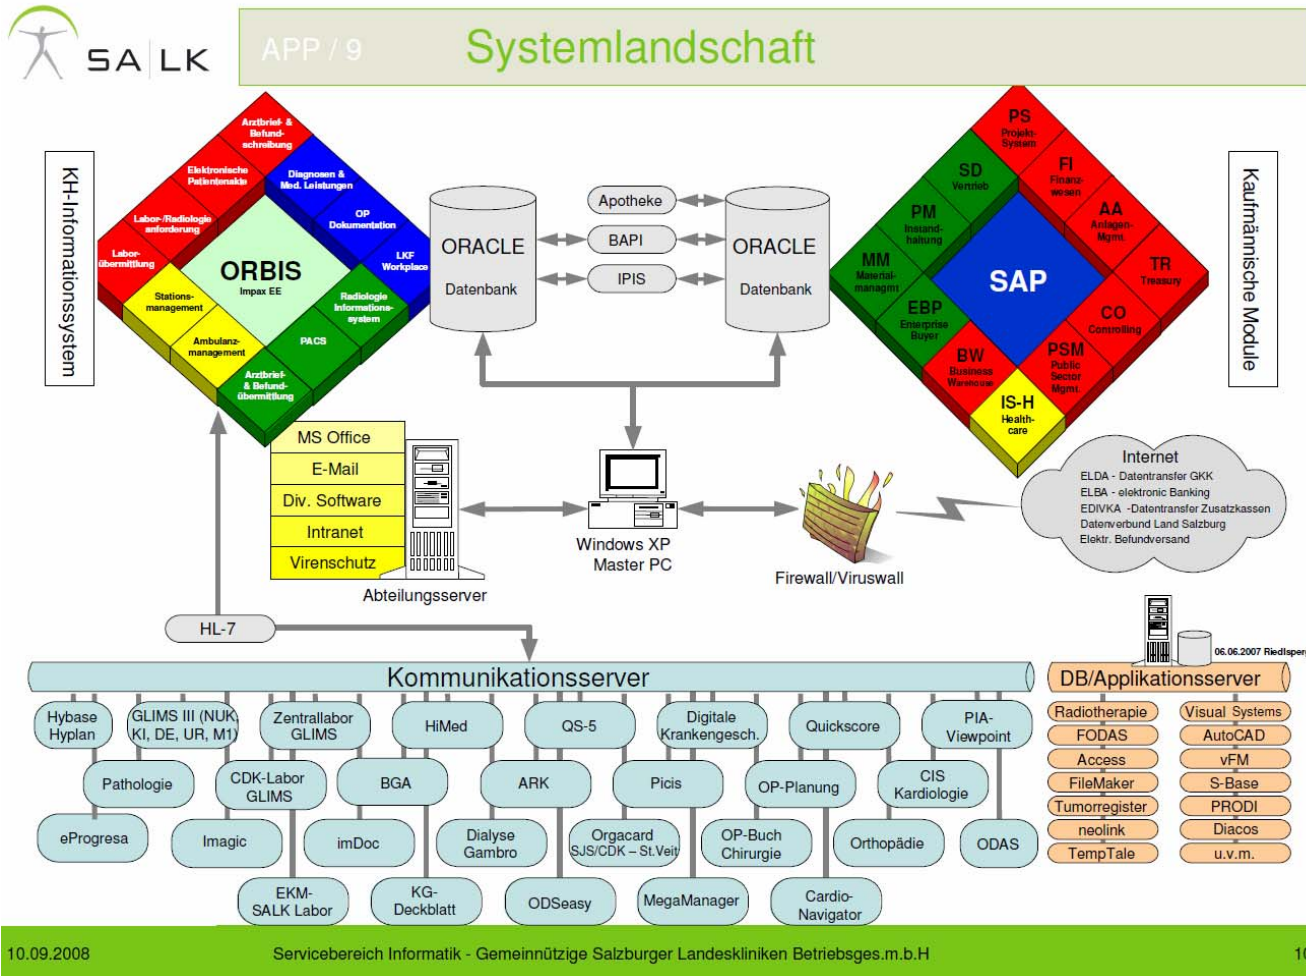 SA LK
APP / 9
Systemlandschaft
KH-Informationssystem
Arztbrief- &
Befund-
schreibung
Elektronische
Patientenakte
Diagnosen &
Med. Leistungen
Labor-/Radiologie
anforderung
OP
Dokumentation
Labor-
übermittlung
LKF
Workplace
ORBIS
Impax EE
Stations-
management
Radiologie
Informations-
system
Ambulanz-
management
PACS
Arztbrief-
& Befund-
übermittlung
ORACLE
Datenbank
Apotheke
BAPI
IPIS
ORACLE
Datenbank
PS
Projekt-
System
SD
Vertrieb
FI
Finanz-
wesen
PM
Instand-
haltung
AA
Anlagen-
Mgmt.
MM
Material-
managmt
SAP
TR
Treasury
EBP
Enterprise
Buyer
CO
Controlling
BW
Business
Warehouse
PSM
Public
Sector
Mgmt.
IS-H
Health-
care
Kaufmännische Module
MS Office
E-Mail
Div. Software
Intranet
Virenschutz
Abteilungsserver
Windows XP
Master PC
Firewall/Viruswall
Internet
ELDA - Datentransfer GKK
ELBA - elektronic Banking
EDIVKA -Datentransfer Zusatzkassen
Datenverbund Land Salzburg
Elektr. Befundversand
HL-7
06.06.2007 Riedlsperg
Kommunikationsserver
Hybase
Hyplan
GLIMS III (NUK,
KI, DE, UR, M1)
Zentrallabor
GLIMS
HiMed
QS-5
Digitale
Krankengesch.
Quickscore
PIA-
Viewpoint
Pathologie
CDK-Labor
GLIMS
BGA
ARK
Picis
OP-Planung
CIS
Kardiologie
eProgresa
Imagic
imDoc
Dialyse
Gambro
Orgacard
SJS/CDK – St.Veit
OP-Buch
Chirurgie
Orthopädie
ODAS
EKM-
SALK Labor
KG-
Deckblatt
ODSeasy
MegaManager
Cardio-
Navigator
DB/Applikationsserver
Radiotherapie
Visual Systems
FODAS
AutoCAD
Access
vFM
FileMaker
S-Base
Tumorregister
PRODI
neolink
Diacos
TempTale
u.v.m.
10.09.2008
Servicebereich Informatik - Gemeinnützige Salzburger Landeskliniken Betriebsges.m.b.H